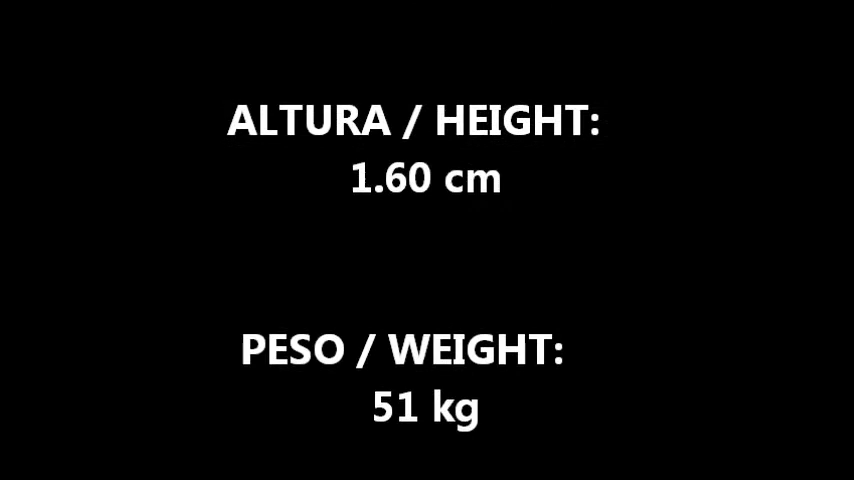 ALTURA / HEIGHT:
1.60 cm
PESO / WEIGHT:
51 kg